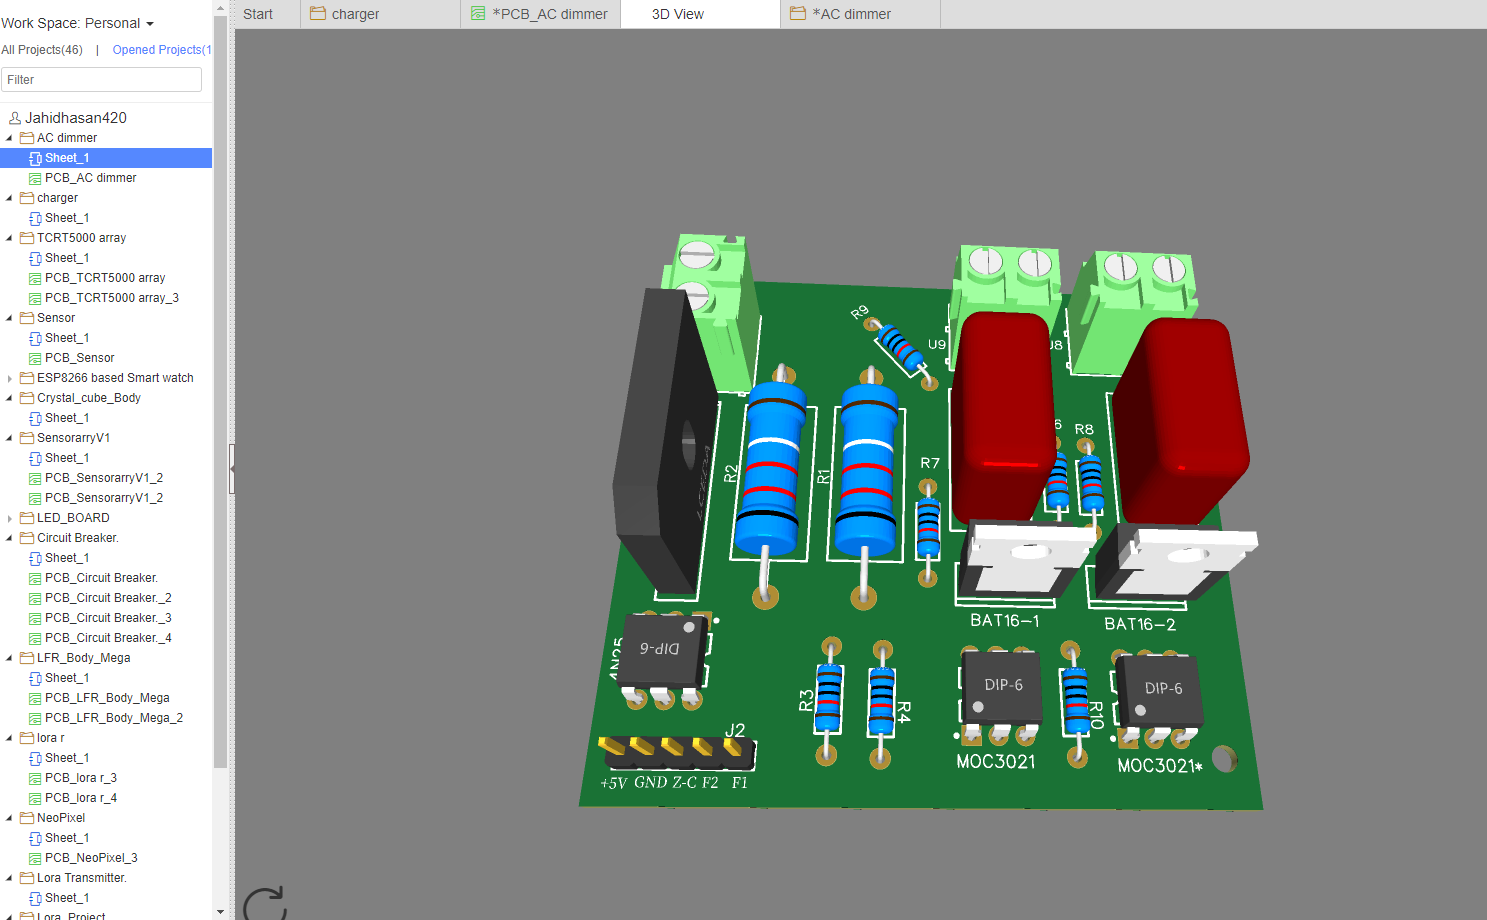 Start
charger
*PCB_AC dimmer
3D View
*AC dimmer
Work Space: Personal
All Projects(46) | Opened Projects(1
Filter
Jahidhasan420
AC dimmer
Sheet_1
PCB_AC dimmer
charger
Sheet_1
TCRT5000 array
Sheet_1
PCB_TCRT5000 array
PCB_TCRT5000 array_3
Sensor
Sheet_1
PCB_Sensor
ESP8266 based Smart watch
Crystal_cube_Body
Sheet_1
SensorarryV1
Sheet_1
PCB_SensorarryV1_2
PCB_SensorarryV1_2
LED_BOARD
Circuit Breaker.
Sheet_1
PCB_Circuit Breaker.
PCB_Circuit Breaker._2
PCB_Circuit Breaker._3
PCB_Circuit Breaker._4
LFR_Body_Mega
Sheet_1
PCB_LFR_Body_Mega
PCB_LFR_Body_Mega_2
lora r
Sheet_1
PCB_lora r_3
PCB_lora r_4
NeoPixel
Sheet_1
PCB_NeoPixel_3
Lora Transmitter.
Sheet_1
Lora_Project
R9
U9
J8
6
R8
R2
R1
R7
BAT16-1
BAT16-2
4N25
DIP-6
R3
R4
DIP-6
R10
DIP-6
J2
MOC3021
MOC3021*
+5V GND Z-C F2 F1